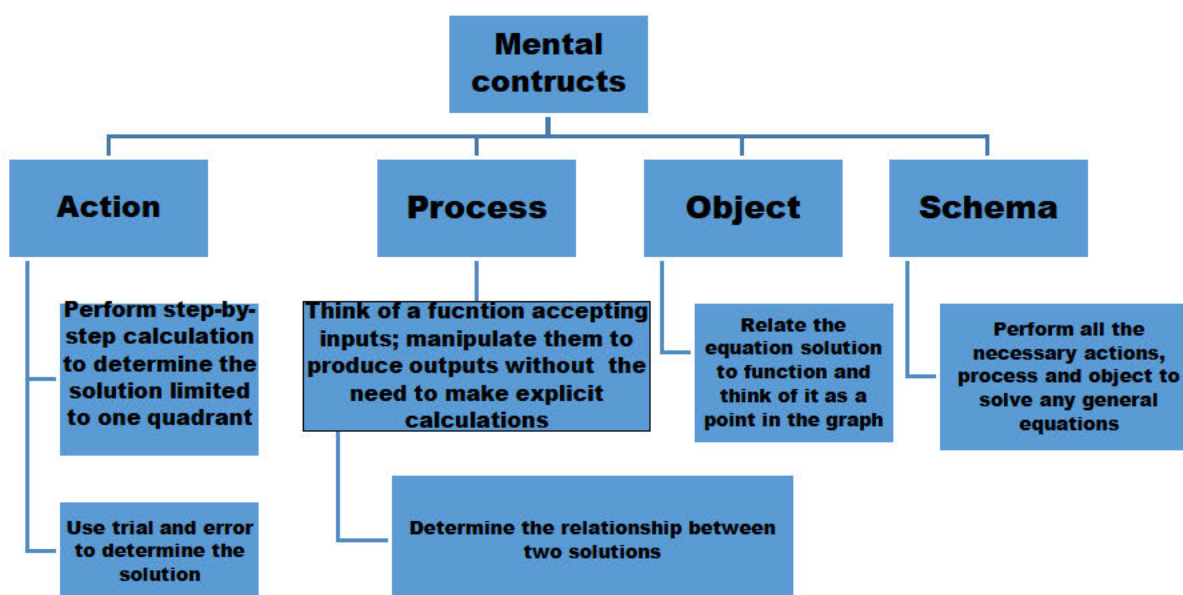 Mental
contructs
Action
Process
Object
Schema
Perform step-by-
step calculation
to determine the
solution limited
to one quadrant
Think of a fucntion accepting
inputs; manipulate them to
produce outputs without the
need to make explicit
calculations
Relate the
equation solution
to function and
think of it as a
point in the graph
Perform all the
necessary actions,
process and object to
solve any general
equations
Use trial and error
to determine the
solution
Determine the relationship between
two solutions